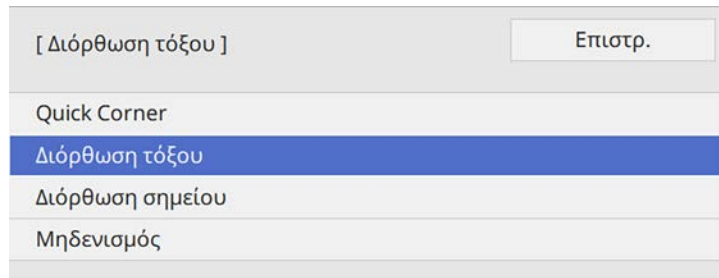 [ Διόρθωση τόξου ]
Επιστρ.
Quick Corner
Διόρθωση τόξου
Διόρθωση σημείου
Μηδενισμός